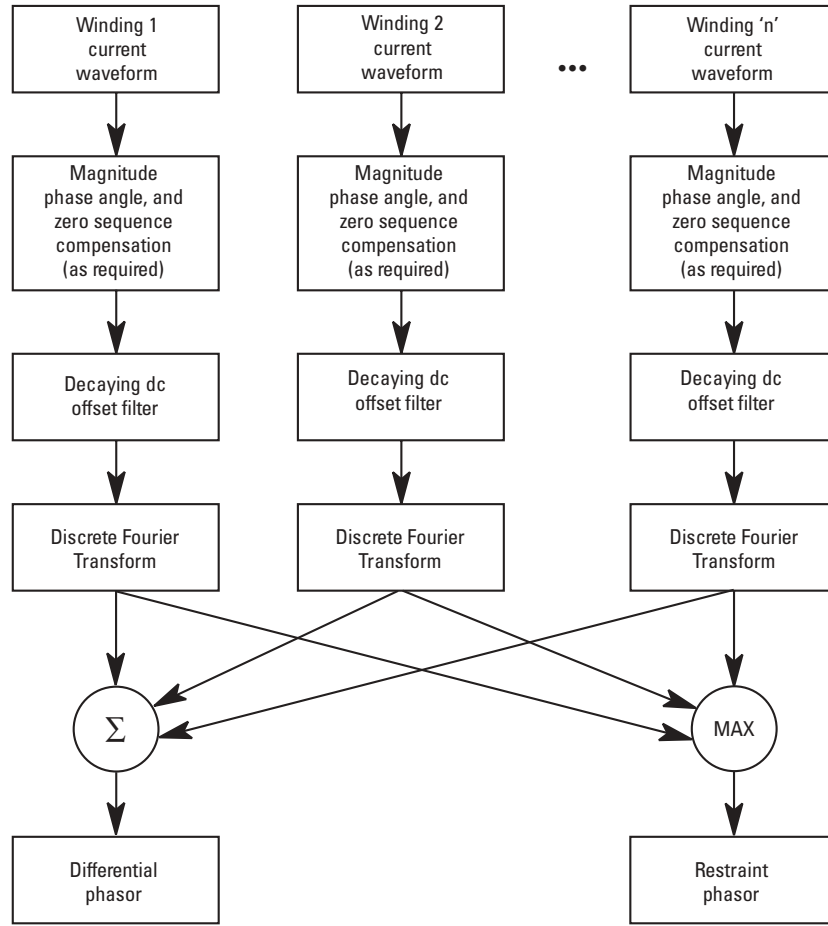 Winding 1
current
waveform
Winding 2
current
waveform
...
Winding ‘n’
current
waveform
Magnitude
phase angle, and
zero sequence
compensation
(as required)
Magnitude
phase angle, and
zero sequence
compensation
(as required)
Magnitude
phase angle, and
zero sequence
compensation
(as required)
Decaying dc
offset filter
Decaying dc
offset filter
Decaying dc
offset filter
Discrete Fourier
Transform
Discrete Fourier
Transform
Discrete Fourier
Transform
Σ
MAX
Differential
phasor
Restraint
phasor